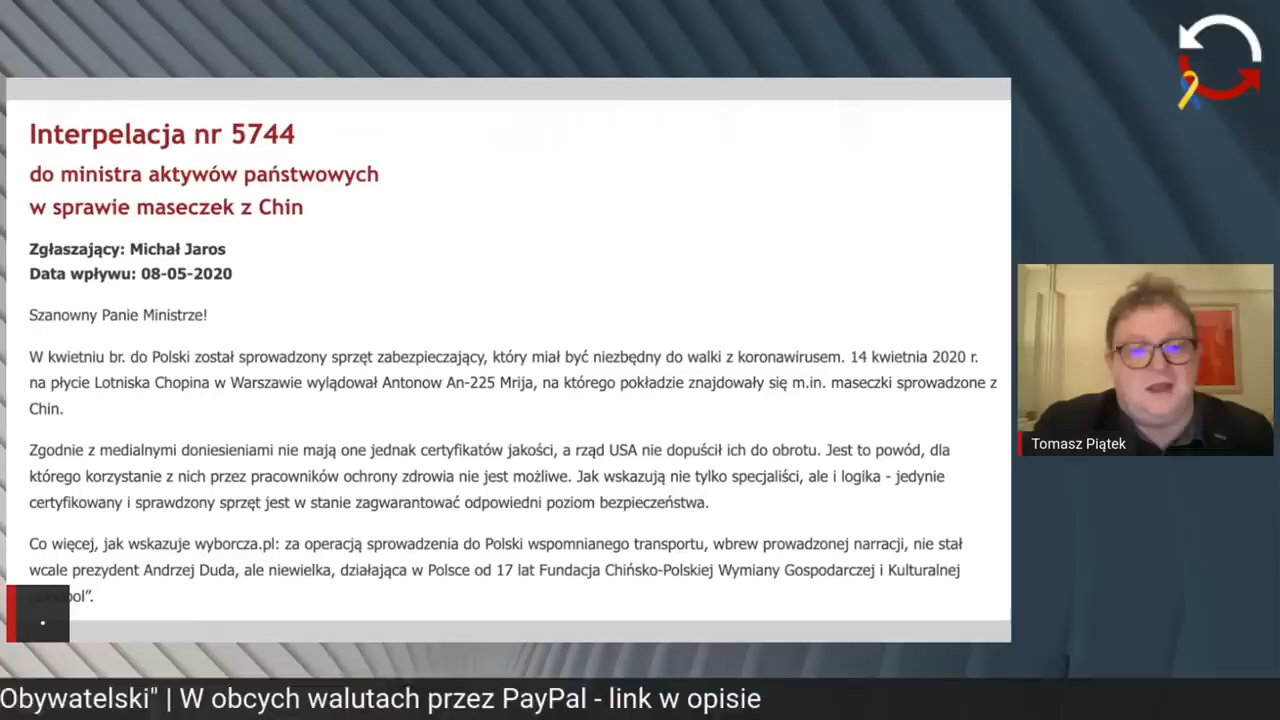 Interpelacja nr 5744
do ministra aktywów państwowych
w sprawie maseczek z Chin
Zgłaszający: Michał Jaros
Data wpływu: 08-05-2020
Szanowny Panie Ministrze!
W kwietniu br. do Polski został sprowadzony sprzęt zabezpieczający, który miał być niezbędny do walki z koronawirusem. 14 kwietnia 2020 r.
na płycie Lotniska Chopina w Warszawie wylądował Antonow An-225 Mrija, na którego pokładzie znajdowały się m.in. maseczki sprowadzone z
Chin.
Zgodnie z medialnymi doniesieniami nie mają one jednak certyfikatów jakości, a rząd USA nie dopuścił ich do obrotu. Jest to powód, dla
którego korzystanie z nich przez pracowników ochrony zdrowia nie jest możliwe. Jak wskazują nie tylko specjaliści, ale i logika - jedynie
certyfikowany i sprawdzony sprzęt jest w stanie zagwarantować odpowiedni poziom bezpieczeństwa.
Co więcej, jak wskazuje wyborcza.pl: za operacją sprowadzenia do Polski wspomnianego transportu, wbrew prowadzonej narracji, nie stał
wcale prezydent Andrzej Duda, ale niewielka, działająca w Polsce od 17 lat Fundacja Chińsko-Polskiej Wymiany Gospodarczej i Kulturalnej
Tomasz Piątek
Obywatelski" | W obcych walutach przez PayPal - link w opisie